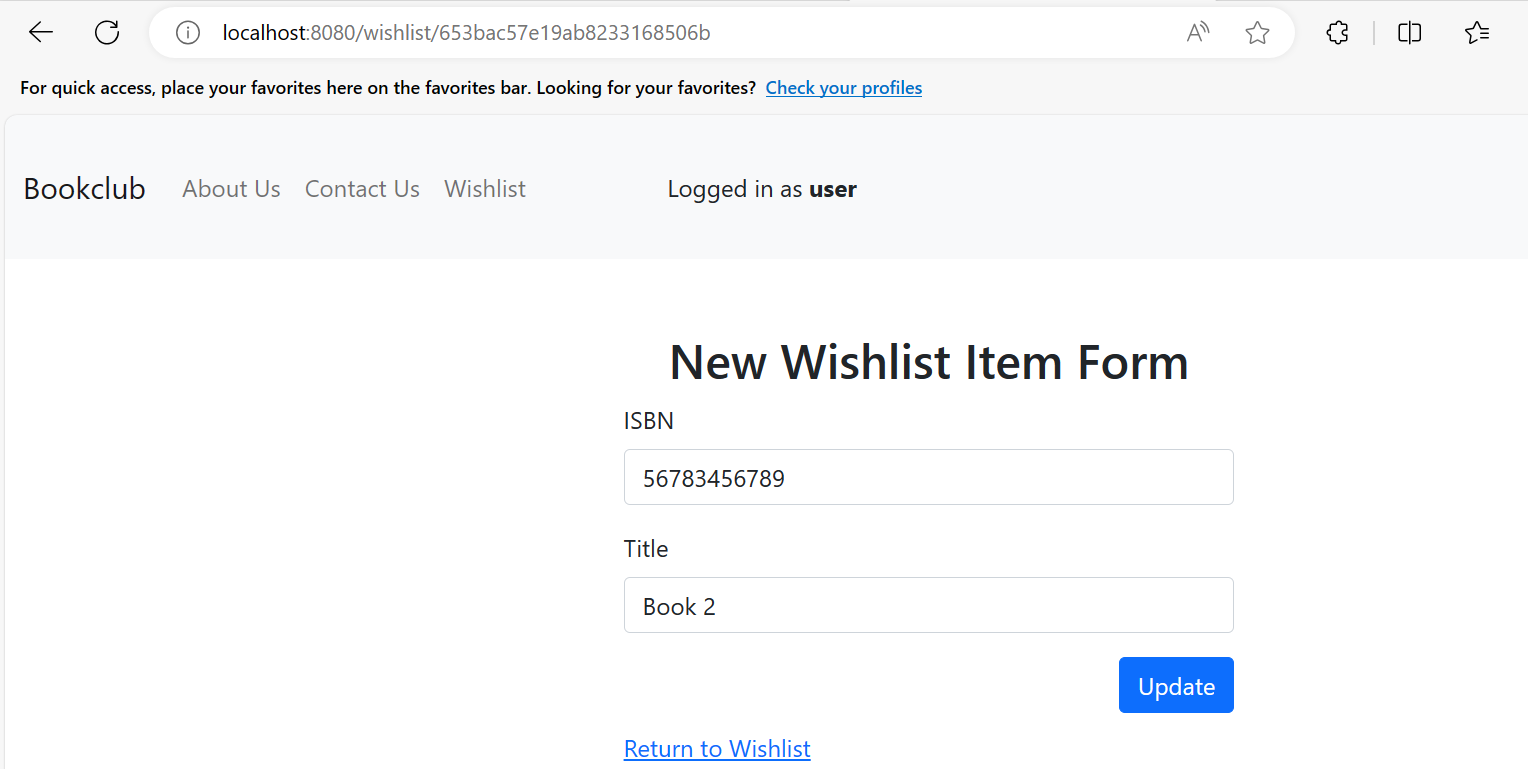 localhost:8080/wishlist/653bac57e19ab8233168506b
For quick access, place your favorites here on the favorites bar. Looking for your favorites? Check your profiles
Bookclub About Us Contact Us Wishlist Logged in as user
New Wishlist Item Form
ISBN
56783456789
Title
Book 2
Update
Return to Wishlist